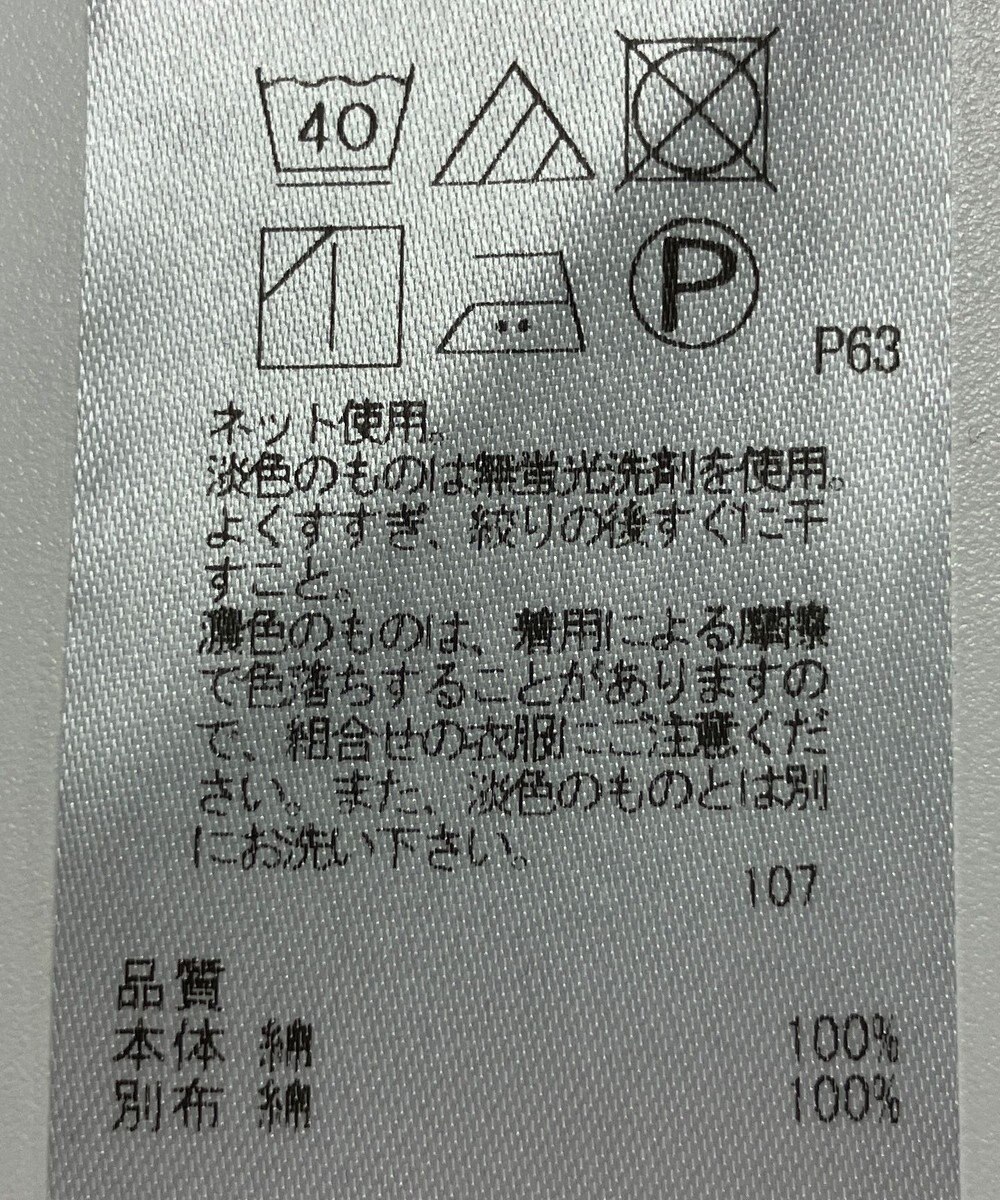 40
P
P63
ネット使用。
淡色のものは無蛍光洗剤を使用。
よくすすぎ、絞りの後すぐに干
すこと。
濃色のものは、着用による摩擦
で色落ちすることがありますの
で、組合せの衣服にご注意くだ
さい。また、淡色のものとは別
にお洗い下さい。
107
品質
本体 綿 100%
別布 綿 100%